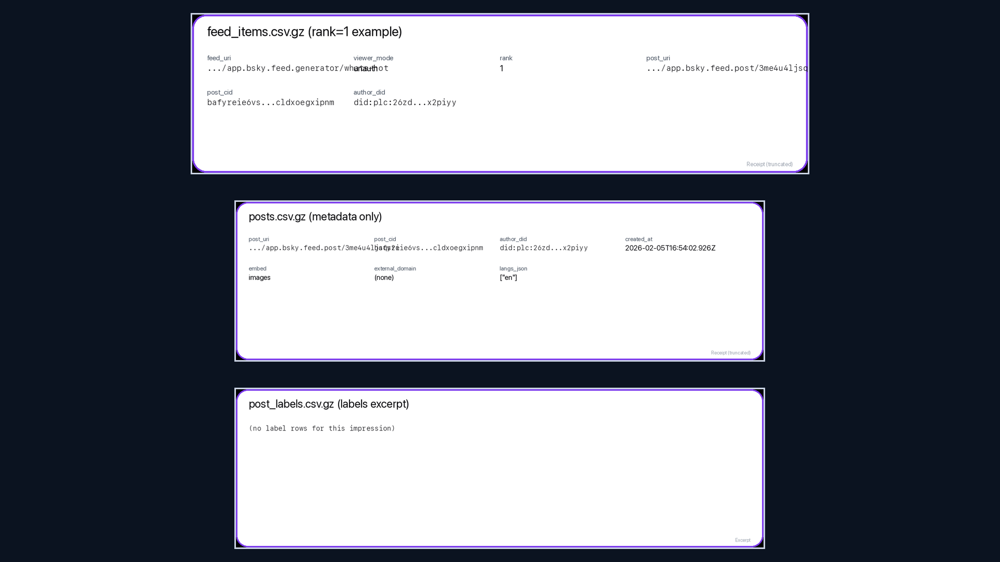 feed_items.csv.gz (rank=1 example)
feed_uri viewer_mode rank post_uri
.../app.bsky.feed.generator/whats-hot unauth 1 .../app.bsky.feed.post/3me4u4ljsq
post_cid author_did
bafyreie6vs...cldxoegxipnm did:plc:26zd...x2piyy
Receipt (truncated)
posts.csv.gz (metadata only)
post_uri post_cid author_did created_at
.../app.bsky.feed.post/3me4u4ljsqs2i bafyreie6vs...cldxoegxipnm did:plc:26zd...x2piyy 2026-02-05T16:54:02.926Z
embed external_domain langs_json
images (none) ["en"]
Receipt (truncated)
post_labels.csv.gz (labels excerpt)
(no label rows for this impression)
Excerpt